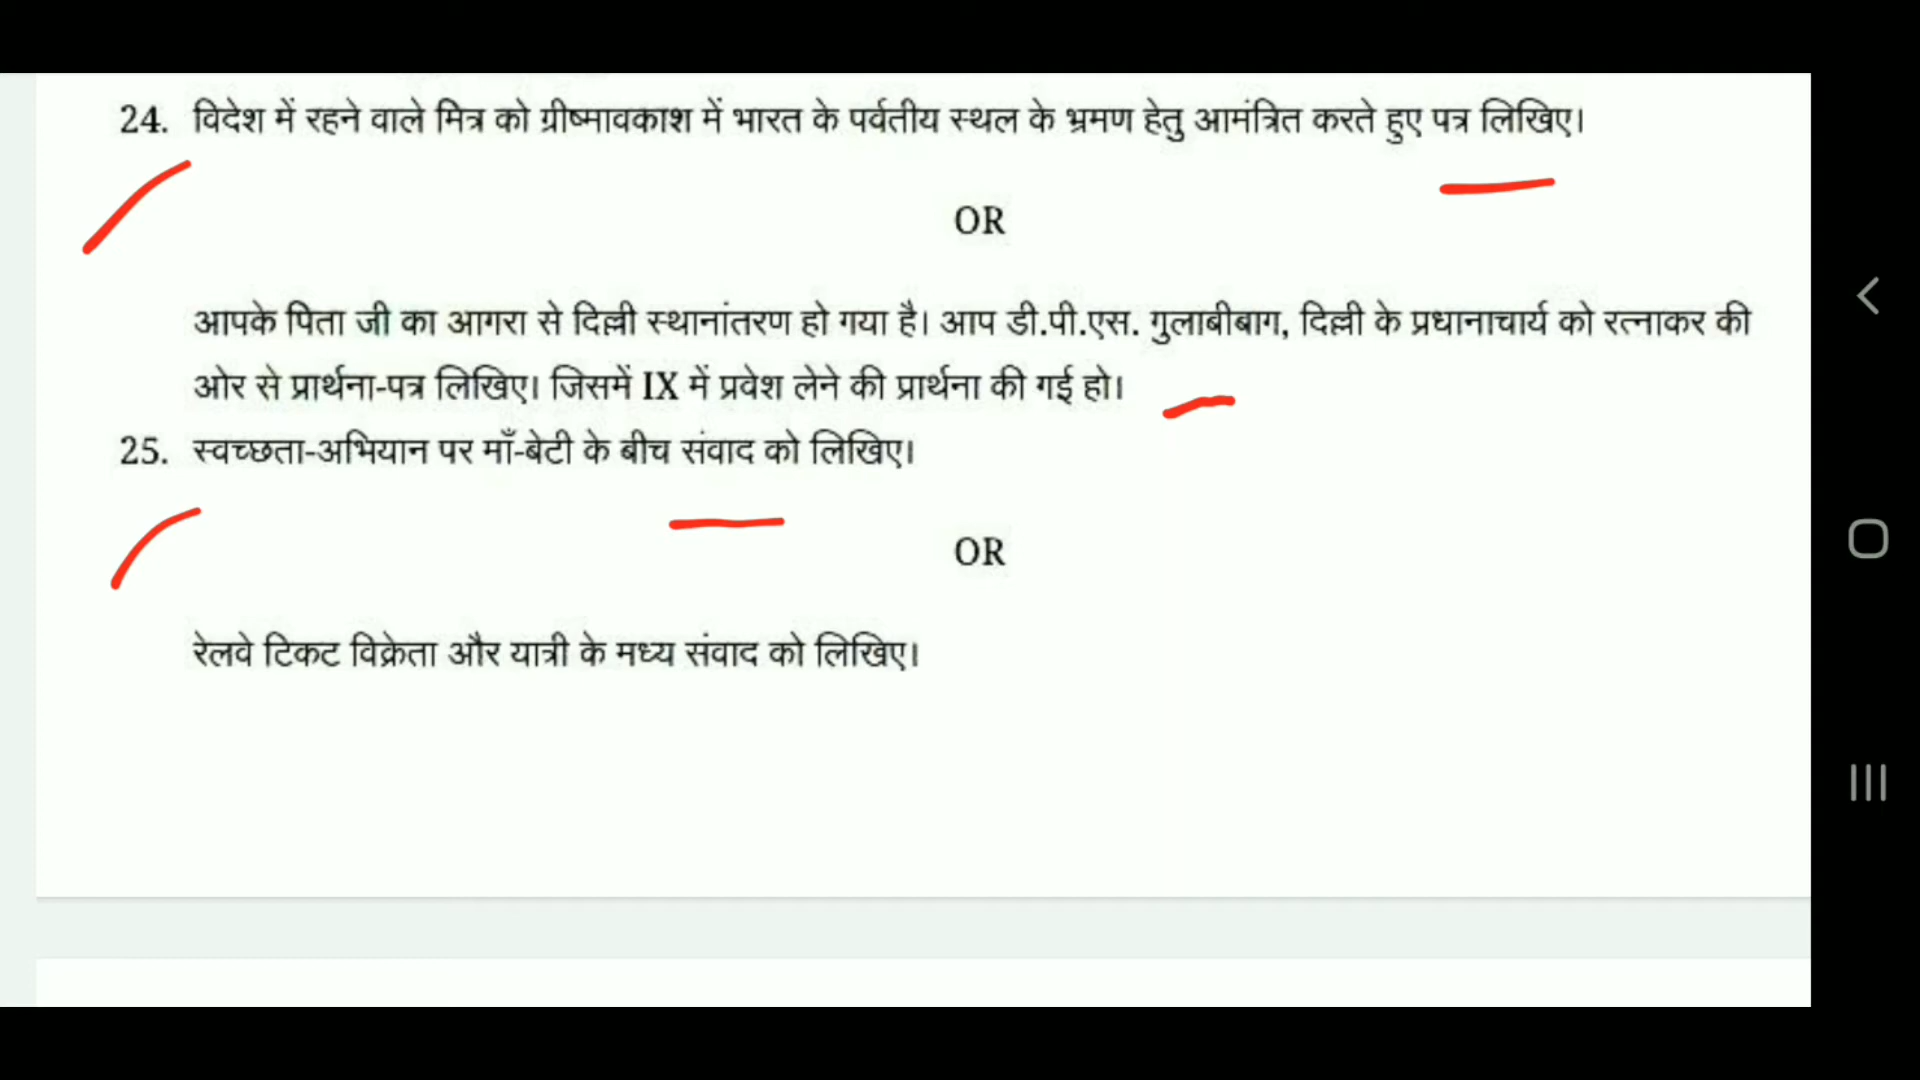 24. विदेश में रहने वाले मित्र को ग्रीष्मावकाश में भारत के पर्वतीय स्थल के भ्रमण हेतु आमंत्रित करते हुए पत्र लिखिए।
OR
आपके पिता जी का आगरा से दिल्ली स्थानांतरण हो गया है। आप डी.पी.एस. गुलाबीबाग, दिल्ली के प्रधानाचार्य को रत्नाकर की
ओर से प्रार्थना-पत्र लिखिए। जिसमें IX में प्रवेश लेने की प्रार्थना की गई हो।
25. स्वच्छता-अभियान पर माँ-बेटी के बीच संवाद को लिखिए।
OR
रेलवे टिकट विक्रेता और यात्री के मध्य संवाद को लिखिए।